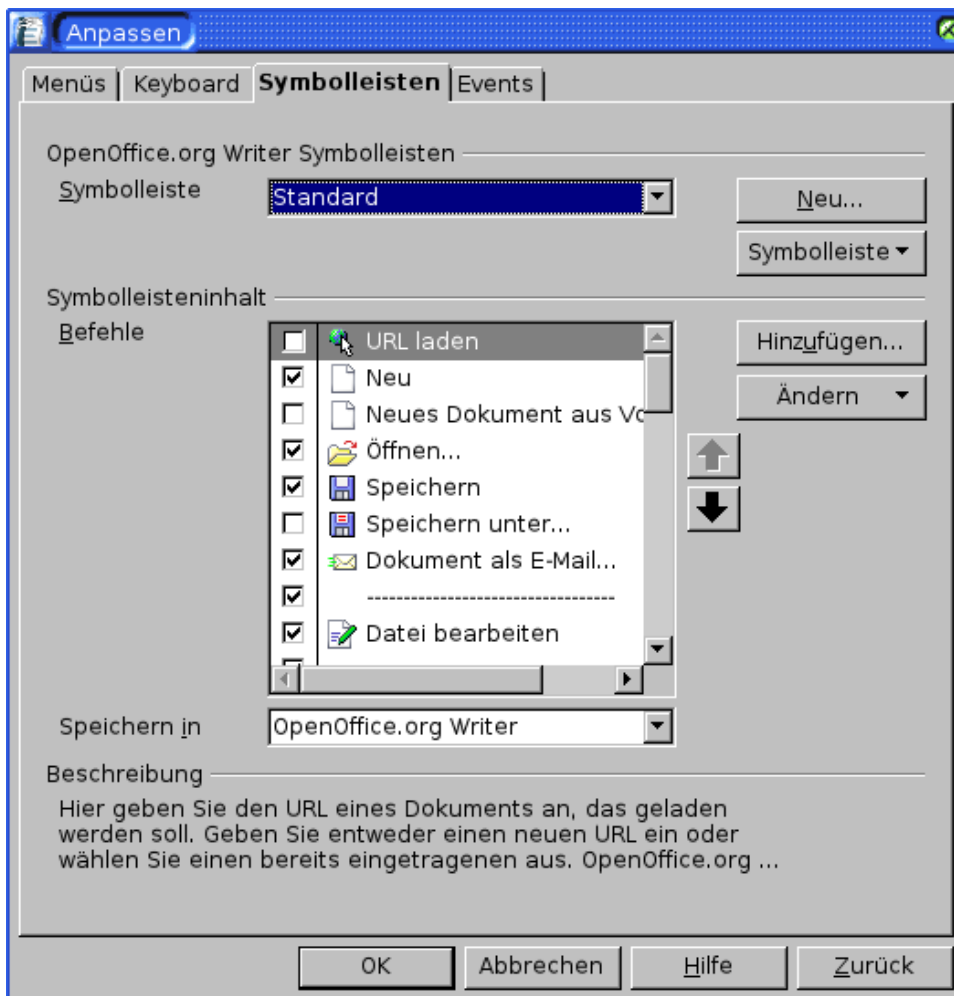 Anpassen
Menüs Keyboard Symbolleisten Events
OpenOffice.org Writer Symbolleisten
Symbolleiste Standard Neu...
Symbolleiste
Symbolleisteninhalt
Befehle URL laden Hinzufügen...
Neu Ändern
Neues Dokument aus
Öffnen...
Speichern
Speichern unter...
Dokument als E-Mail...
----------------------------------
Datei bearbeiten
Speichern in OpenOffice.org Writer
Beschreibung
Hier geben Sie den URL eines Dokuments an, das geladen
werden soll. Geben Sie entweder einen neuen URL ein oder
wählen Sie einen bereits eingetragenen aus. OpenOffice.org ...
OK Abbrechen Hilfe Zurück